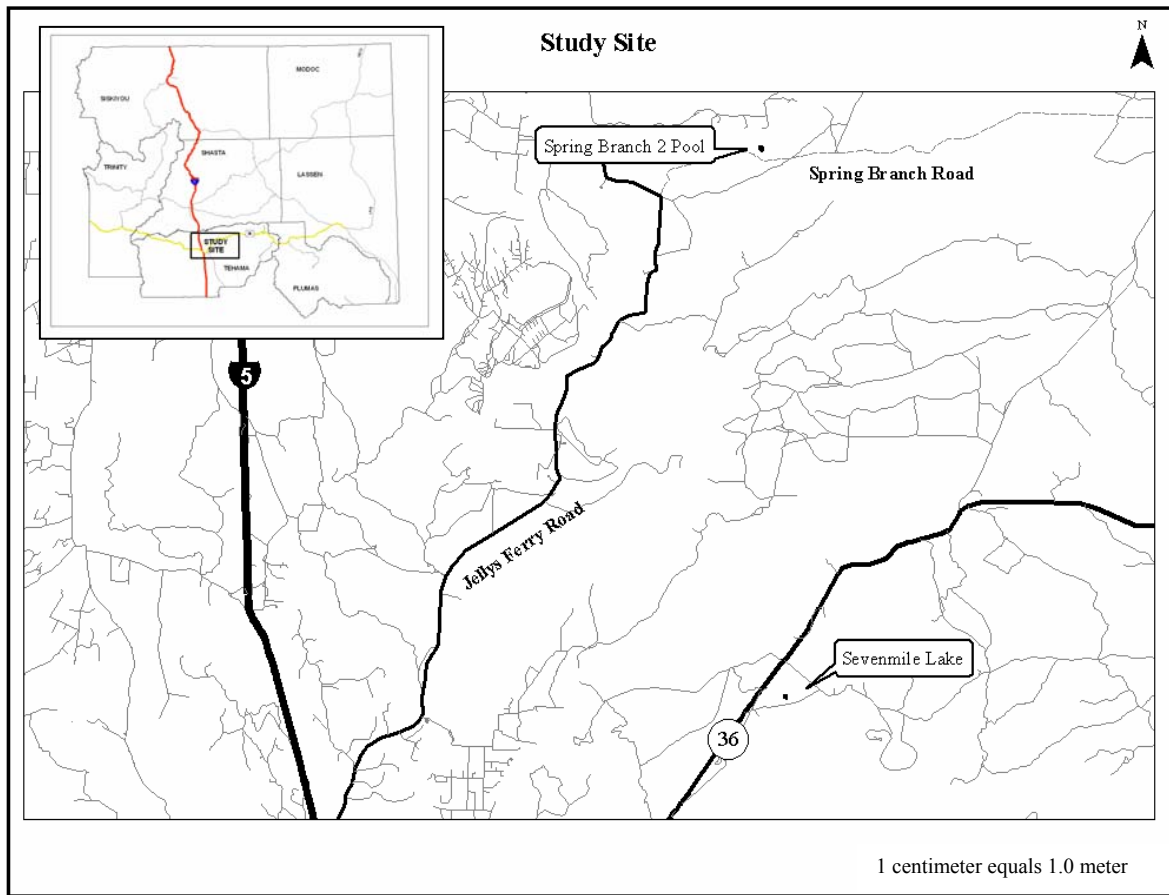 Study Site
N
MODOC
SISKIYOU
SHASTA
TRINITY
LASSEN
STUDY
SITE
TEHAMA
PLUMAS
Spring Branch 2 Pool
Spring Branch Road
5
Jellys Ferry Road
Sevenmile Lake
36
1 centimeter equals 1.0 meter